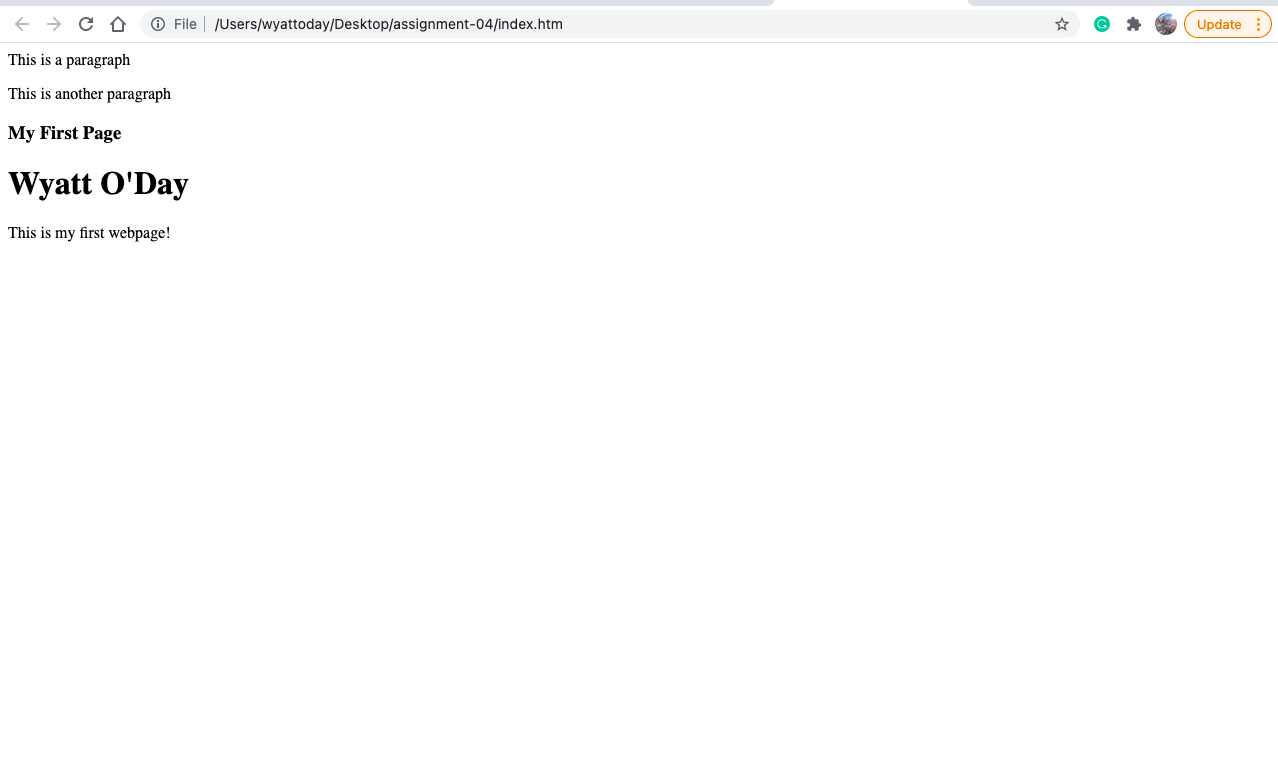 File /Users/wyattoday/Desktop/assignment-04/index.htm Update
This is a paragraph
This is another paragraph
My First Page
Wyatt O'Day
This is my first webpage!